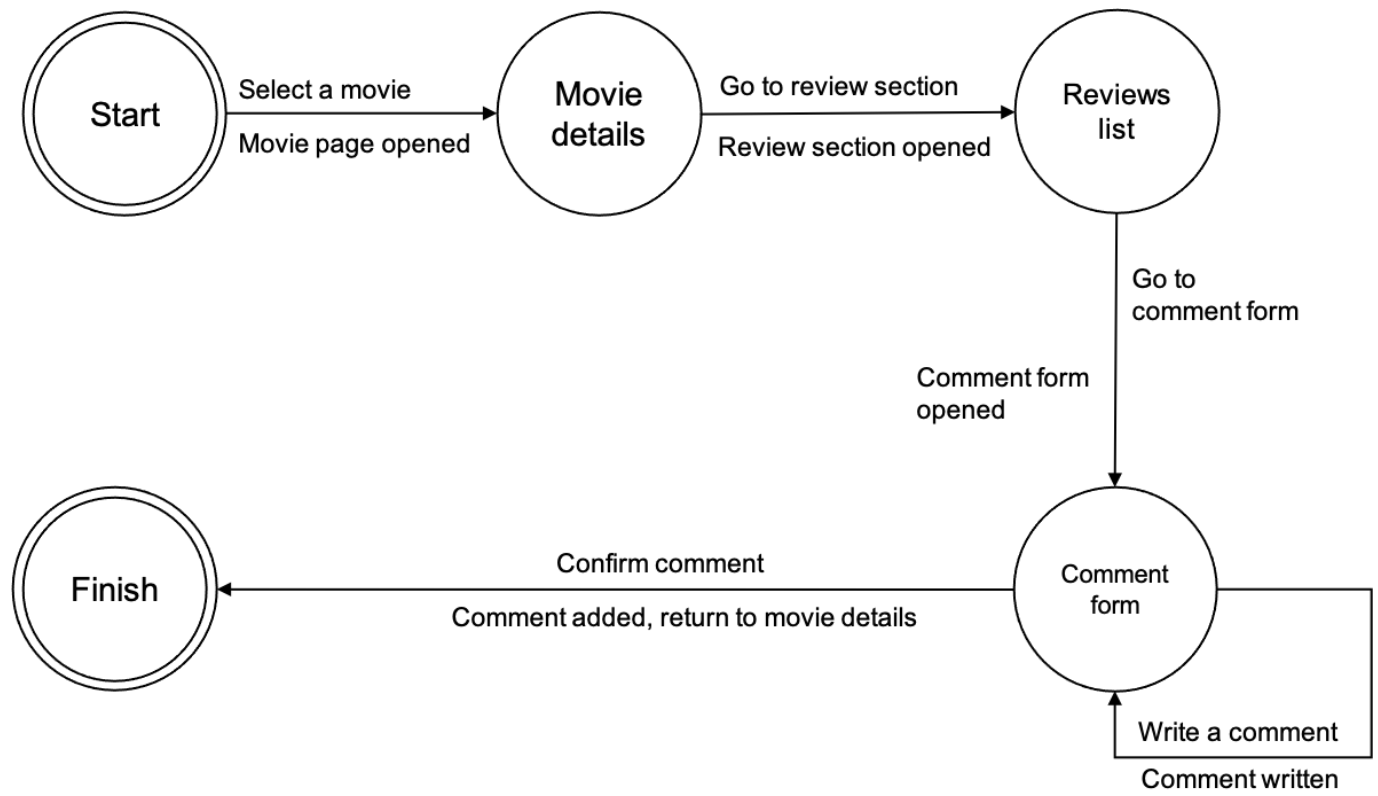 Start
Select a movie
Movie page opened
Movie
details
Go to review section
Review section opened
Reviews
list
Go to
comment form
Comment form
opened
Comment
form
Write a comment
Comment written
Confirm comment
Comment added, return to movie details
Finish